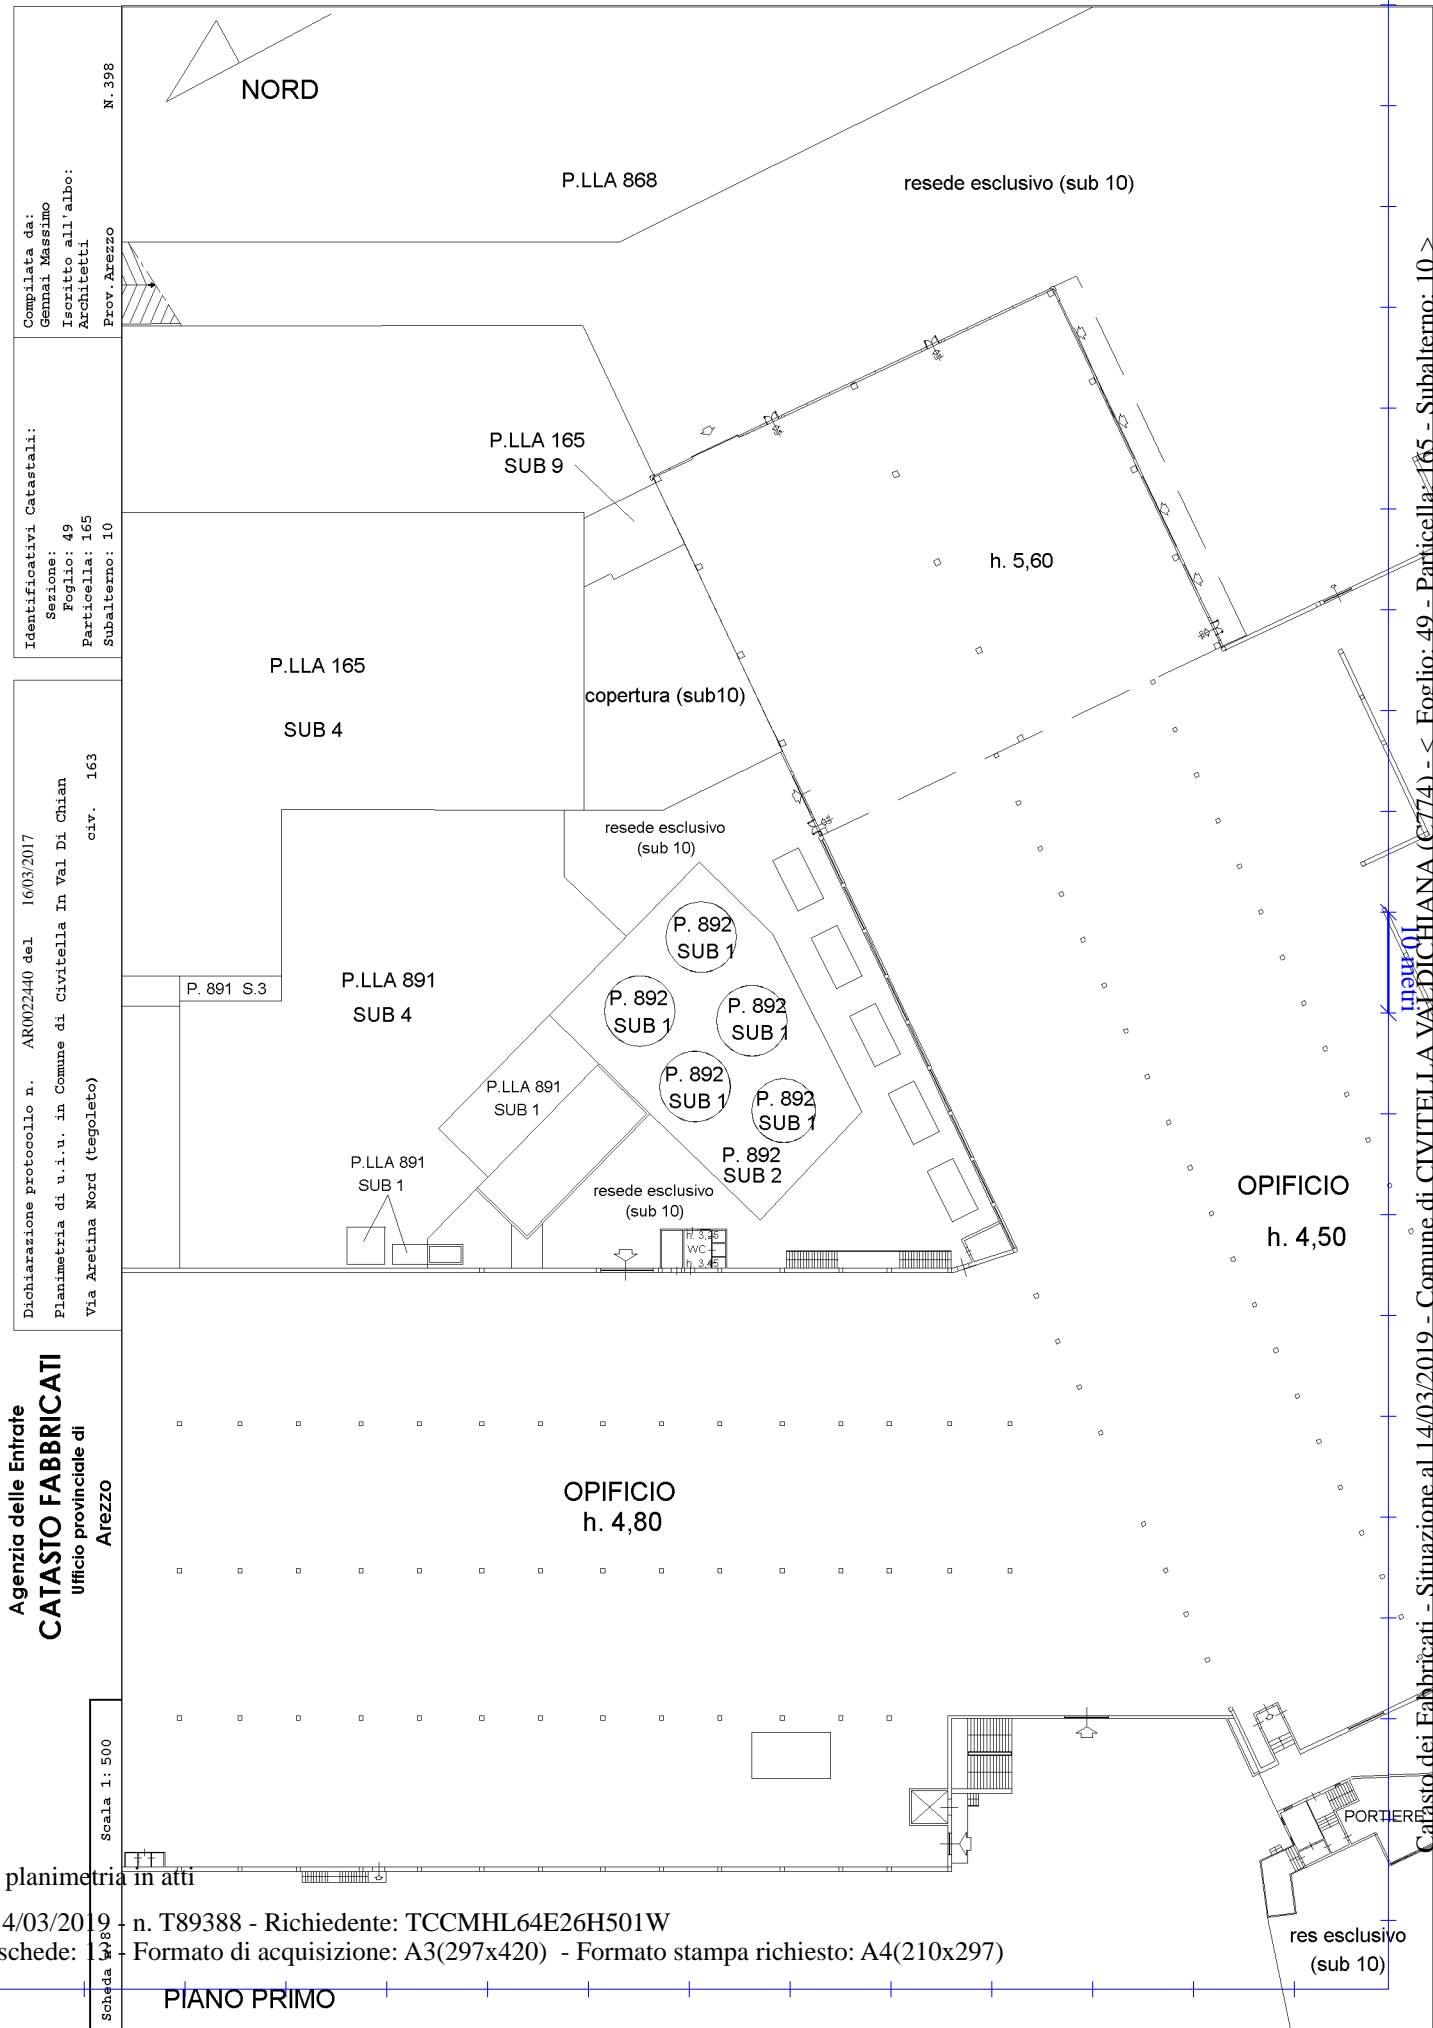 Compilata da:
Gennai Massimo
Iscritto all'albo:
Architetti
Prov. Arezzo N. 398
Identificativi Catastali:
Sezione:
Foglio: 49
Particella: 165
Subalterno: 10
Dichiarazione protocollo n. AR0022440 del 16/03/2017
Planimetria di u.i.u. in Comune di Civitella In Val Di Chian
Via Aretina Nord (tegoleto) civ. 163
Agenzia delle Entrate
CATASTO FABBRICATI
Ufficio provinciale di
Arezzo
Scala 1: 500
NORD
P.LLA 868
resede esclusivo (sub 10)
P.LLA 165
SUB 9
h. 5,60
P.LLA 165
SUB 4
copertura (sub10)
resede esclusivo
(sub 10)
P. 892
SUB 1
P. 891 S.3
P.LLA 891
SUB 4
P. 892
SUB 1
P. 892
SUB 1
P. 892
SUB 1
P. 892
SUB 1
P.LLA 891
SUB 1
P. 892
SUB 2
P.LLA 891
SUB 1
resede esclusivo
(sub 10)
h. 3,25
WC
h. 3,45
OPIFICIO
h. 4,50
OPIFICIO
h. 4,80
PORTIERE
res esclusivo
(sub 10)
10 metri
Catasto dei Fabbricati - Situazione al 14/03/2019 - Comune di CIVITELLA VAL DI CHIANA (C774) - < Foglio: 49 - Particella: 165 - Subalterno: 10 >
planimetria in atti
4/03/2019 - n. T89388 - Richiedente: TCCMHL64E26H501W
schede: 13 - Formato di acquisizione: A3(297x420) - Formato stampa richiesto: A4(210x297)
Scheda
PIANO PRIMO